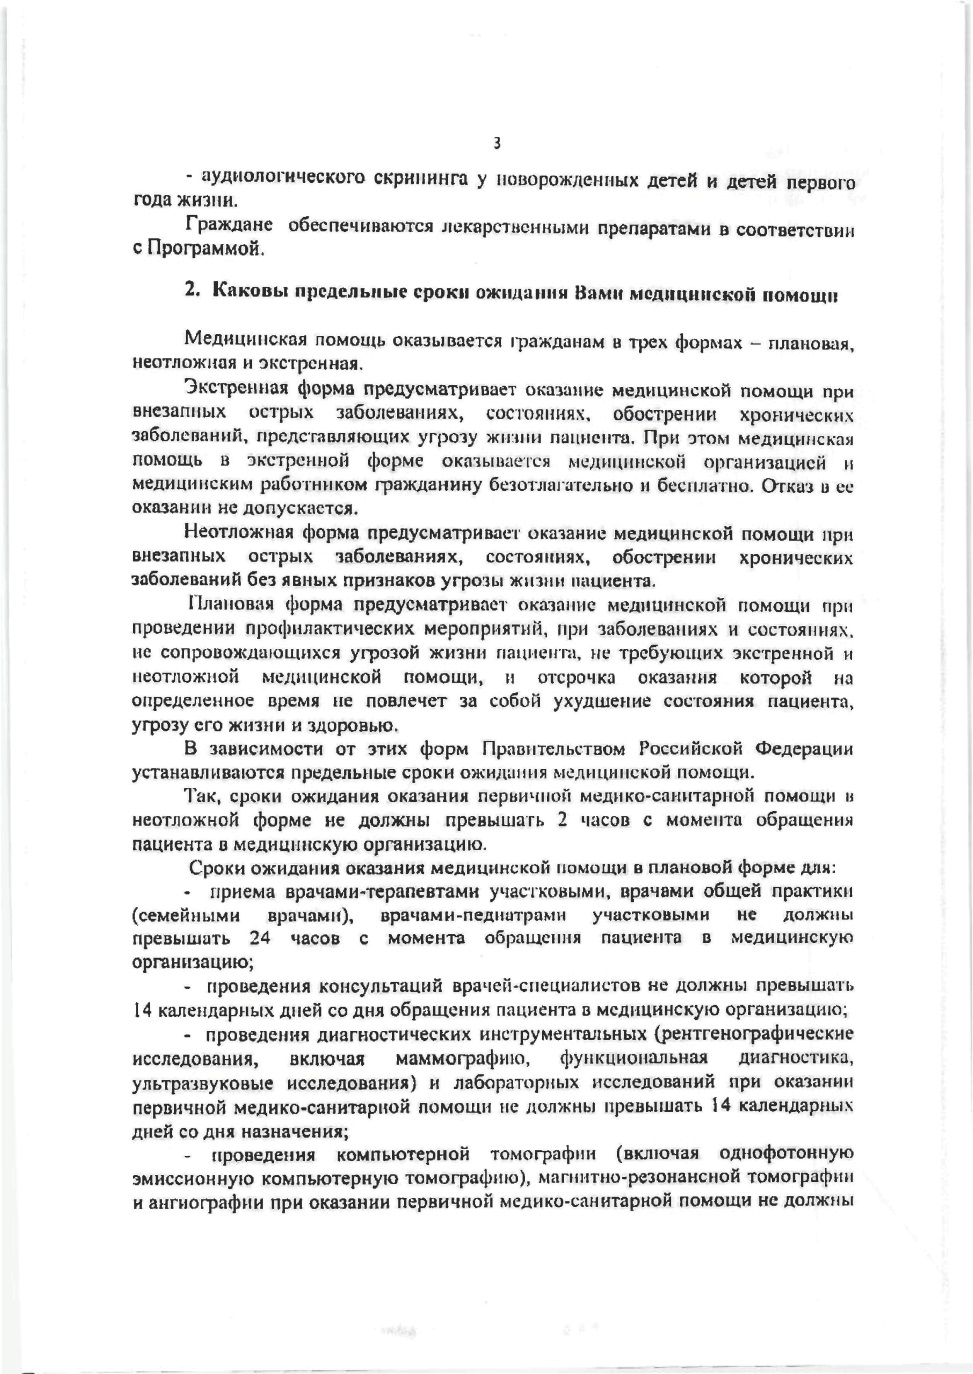 3
- аудиологического скрининга у новорожденных детей и детей первого
года жизни.
Граждане обеспечиваются лекарственными препаратами в соответствии
с Программой.
2. Каковы предельные сроки ожидания Вами медицинской помощи
Медицинская помощь оказывается гражданам в трех формах – плановая,
неотложная и экстренная.
Экстренная форма предусматривает оказание медицинской помощи при
внезапных острых заболеваниях, состояниях, обострении хронических
заболеваний, представляющих угрозу жизни пациента. При этом медицинская
помощь в экстренной форме оказывается медицинской организацией и
медицинским работником гражданину безотлагательно и бесплатно. Отказ в ее
оказании не допускается.
Неотложная форма предусматривает оказание медицинской помощи при
внезапных острых заболеваниях, состояниях, обострении хронических
заболеваний без явных признаков угрозы жизни пациента.
Плановая форма предусматривает оказание медицинской помощи при
проведении профилактических мероприятий, при заболеваниях и состояниях,
не сопровождающихся угрозой жизни пациента, не требующих экстренной и
неотложной медицинской помощи, и отсрочка оказания которой на
определенное время не повлечет за собой ухудшение состояния пациента,
угрозу его жизни и здоровью.
В зависимости от этих форм Правительством Российской Федерации
устанавливаются предельные сроки ожидания медицинской помощи.
Так, сроки ожидания оказания первичной медико-санитарной помощи в
неотложной форме не должны превышать 2 часов с момента обращения
пациента в медицинскую организацию.
Сроки ожидания оказания медицинской помощи в плановой форме для:
- приема врачами-терапевтами участковыми, врачами общей практики
(семейными врачами), врачами-педиатрами участковыми не должны
превышать 24 часов с момента обращения пациента в медицинскую
организацию;
- проведения консультаций врачей-специалистов не должны превышать
14 календарных дней со дня обращения пациента в медицинскую организацию;
- проведения диагностических инструментальных (рентгенографические
исследования, включая маммографию, функциональная диагностика,
ультразвуковые исследования) и лабораторных исследований при оказании
первичной медико-санитарной помощи не должны превышать 14 календарных
дней со дня назначения;
- проведения компьютерной томографии (включая однофотонную
эмиссионную компьютерную томографию), магнитно-резонансной томографии
и ангиографии при оказании первичной медико-санитарной помощи не должны